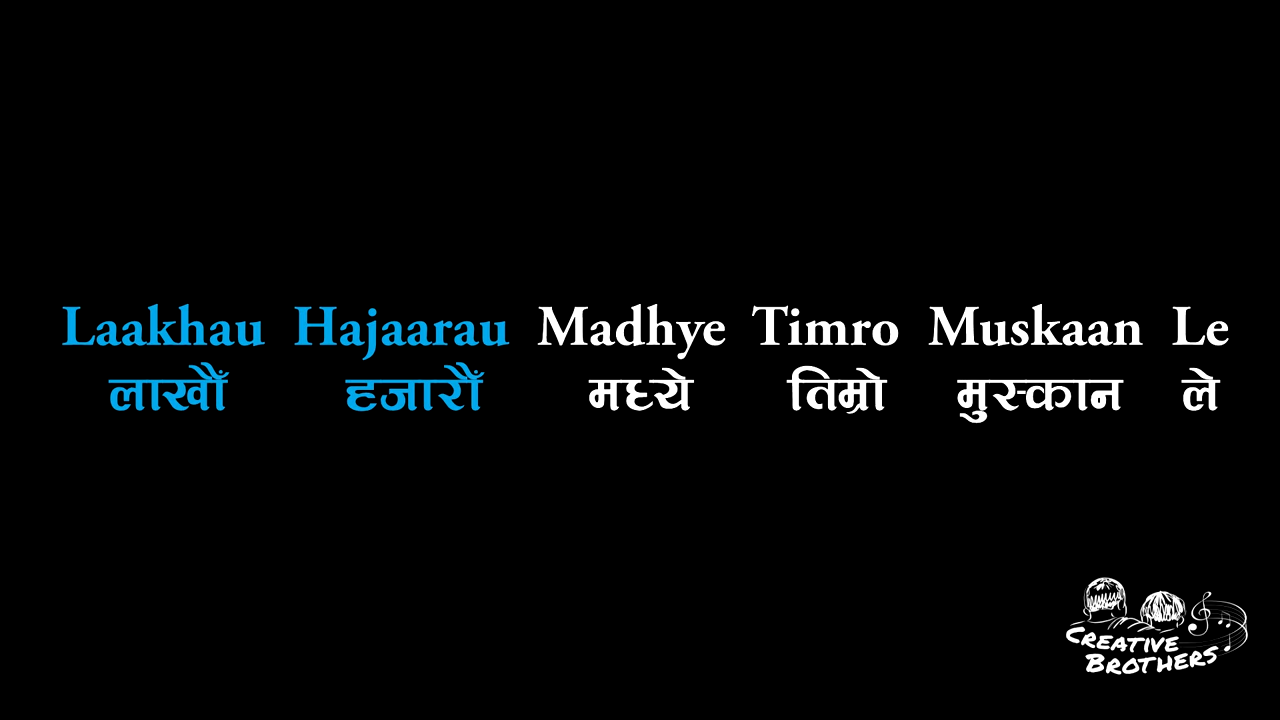 Laakhau Hajaarau Madhye Timro Muskaan Le
लाखौँ हजारौँ मध्ये तिम्रो मुस्कान ले
CREATIVE
BROTHERS